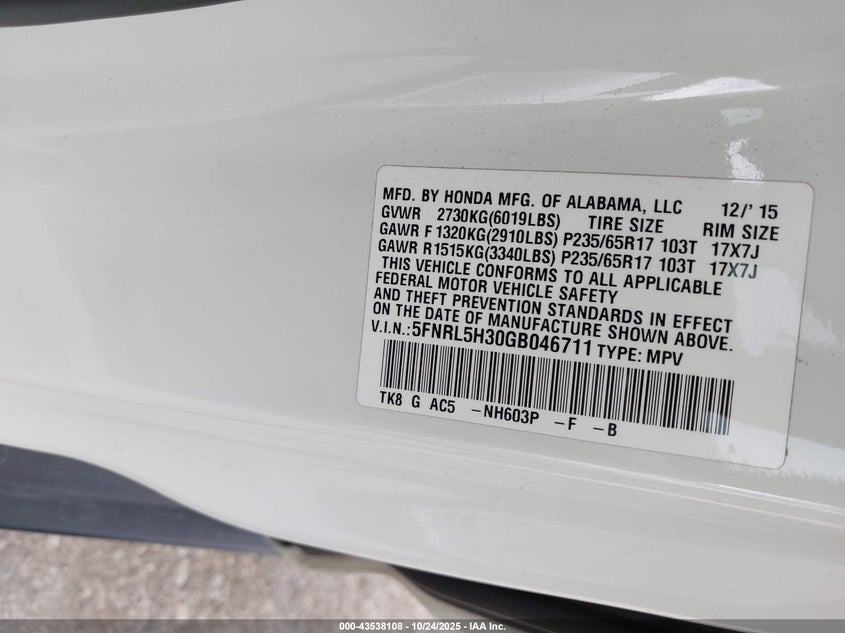 MFD. BY HONDA MFG. OF ALABAMA, LLC 12/'15
GVWR 2730KG(6019LBS) TIRE SIZE RIM SIZE
GAWR F 1320KG(2910LBS) P235/65R17 103T 17X7J
GAWR R1515KG(3340LBS) P235/65R17 103T 17X7J
THIS VEHICLE CONFORMS TO ALL APPLICABLE
FEDERAL MOTOR VEHICLE SAFETY
AND THEFT PREVENTION STANDARDS IN EFFECT
ON THE DATE OF MANUFACTURE SHOWN ABOVE.
V.I.N.:5FNRL5H30GB046711 TYPE: MPV
TK8 G AC5 -NH603P -F -B
000-43538108 - 10/24/2025 - IAA Inc.